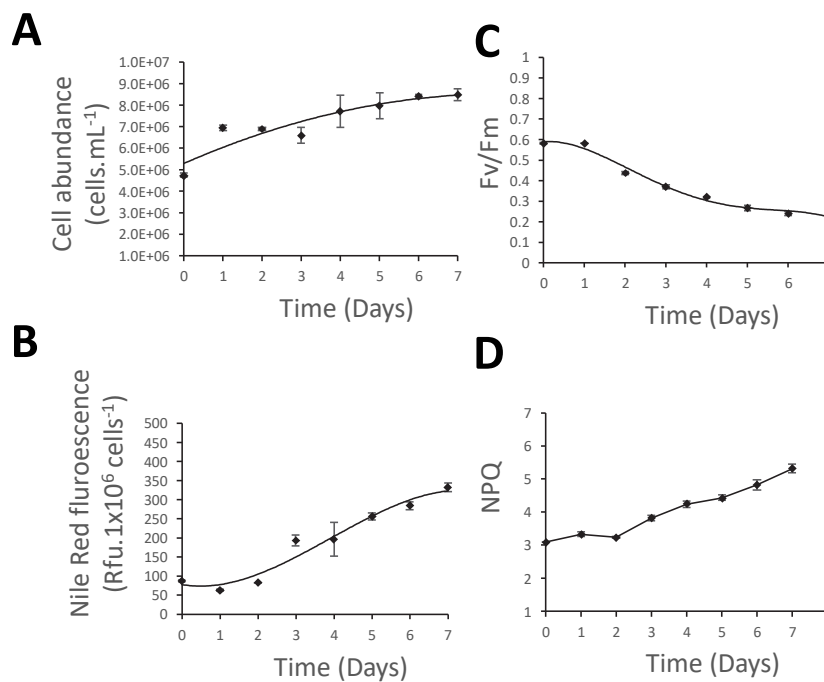 A
Cell abundance
(cells.mL-1)
1.0E+07
9.0E+06
8.0E+06
7.0E+06
6.0E+06
5.0E+06
4.0E+06
3.0E+06
2.0E+06
1.0E+06
0 1 2 3 4 5 6 7
Time (Days)
B
Nile Red fluroescence
(Rfu.1x10^6 cells-1)
500
450
400
350
300
250
200
150
100
50
0
0 1 2 3 4 5 6 7
Time (Days)
C
Fv/Fm
1
0.9
0.8
0.7
0.6
0.5
0.4
0.3
0.2
0.1
0
0 1 2 3 4 5 6
Time (Days)
D
NPQ
7
6
5
4
3
2
1
0 1 2 3 4 5 6 7
Time (Days)